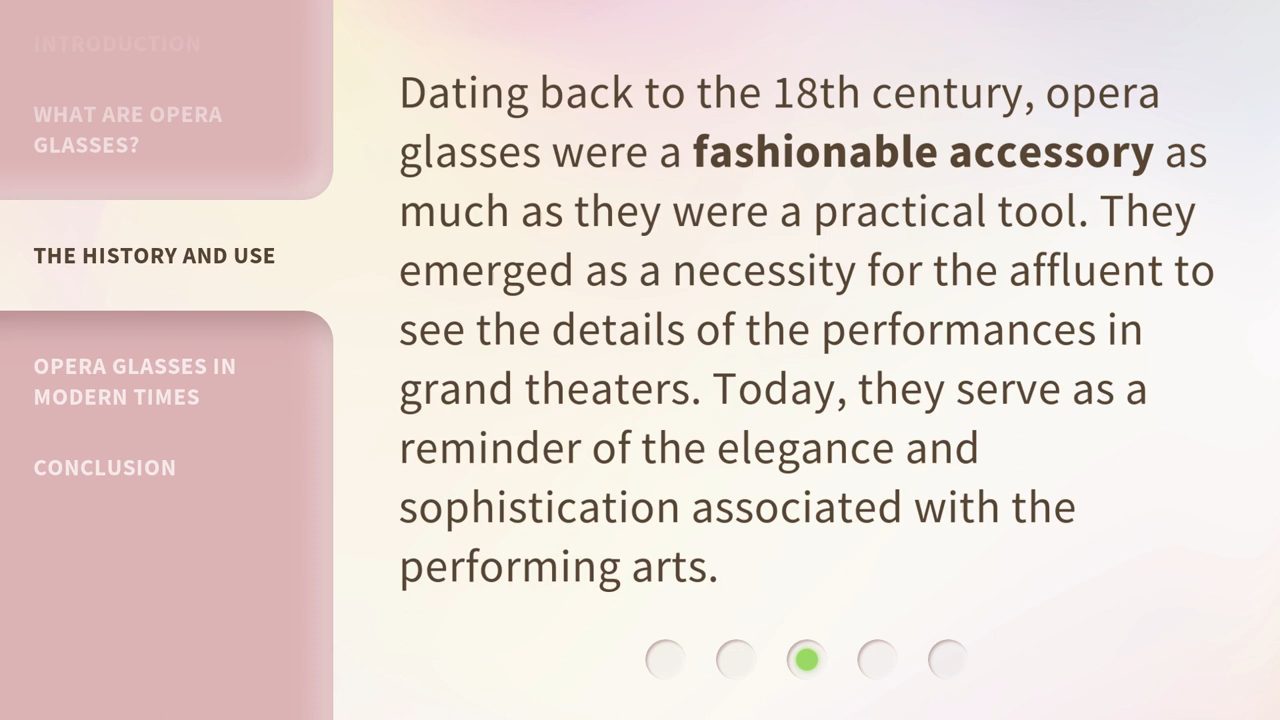 INTRODUCTION
WHAT ARE OPERA
GLASSES?
THE HISTORY AND USE
OPERA GLASSES IN
MODERN TIMES
CONCLUSION
Dating back to the 18th century, opera
glasses were a fashionable accessory as
much as they were a practical tool. They
emerged as a necessity for the affluent to
see the details of the performances in
grand theaters. Today, they serve as a
reminder of the elegance and
sophistication associated with the
performing arts.